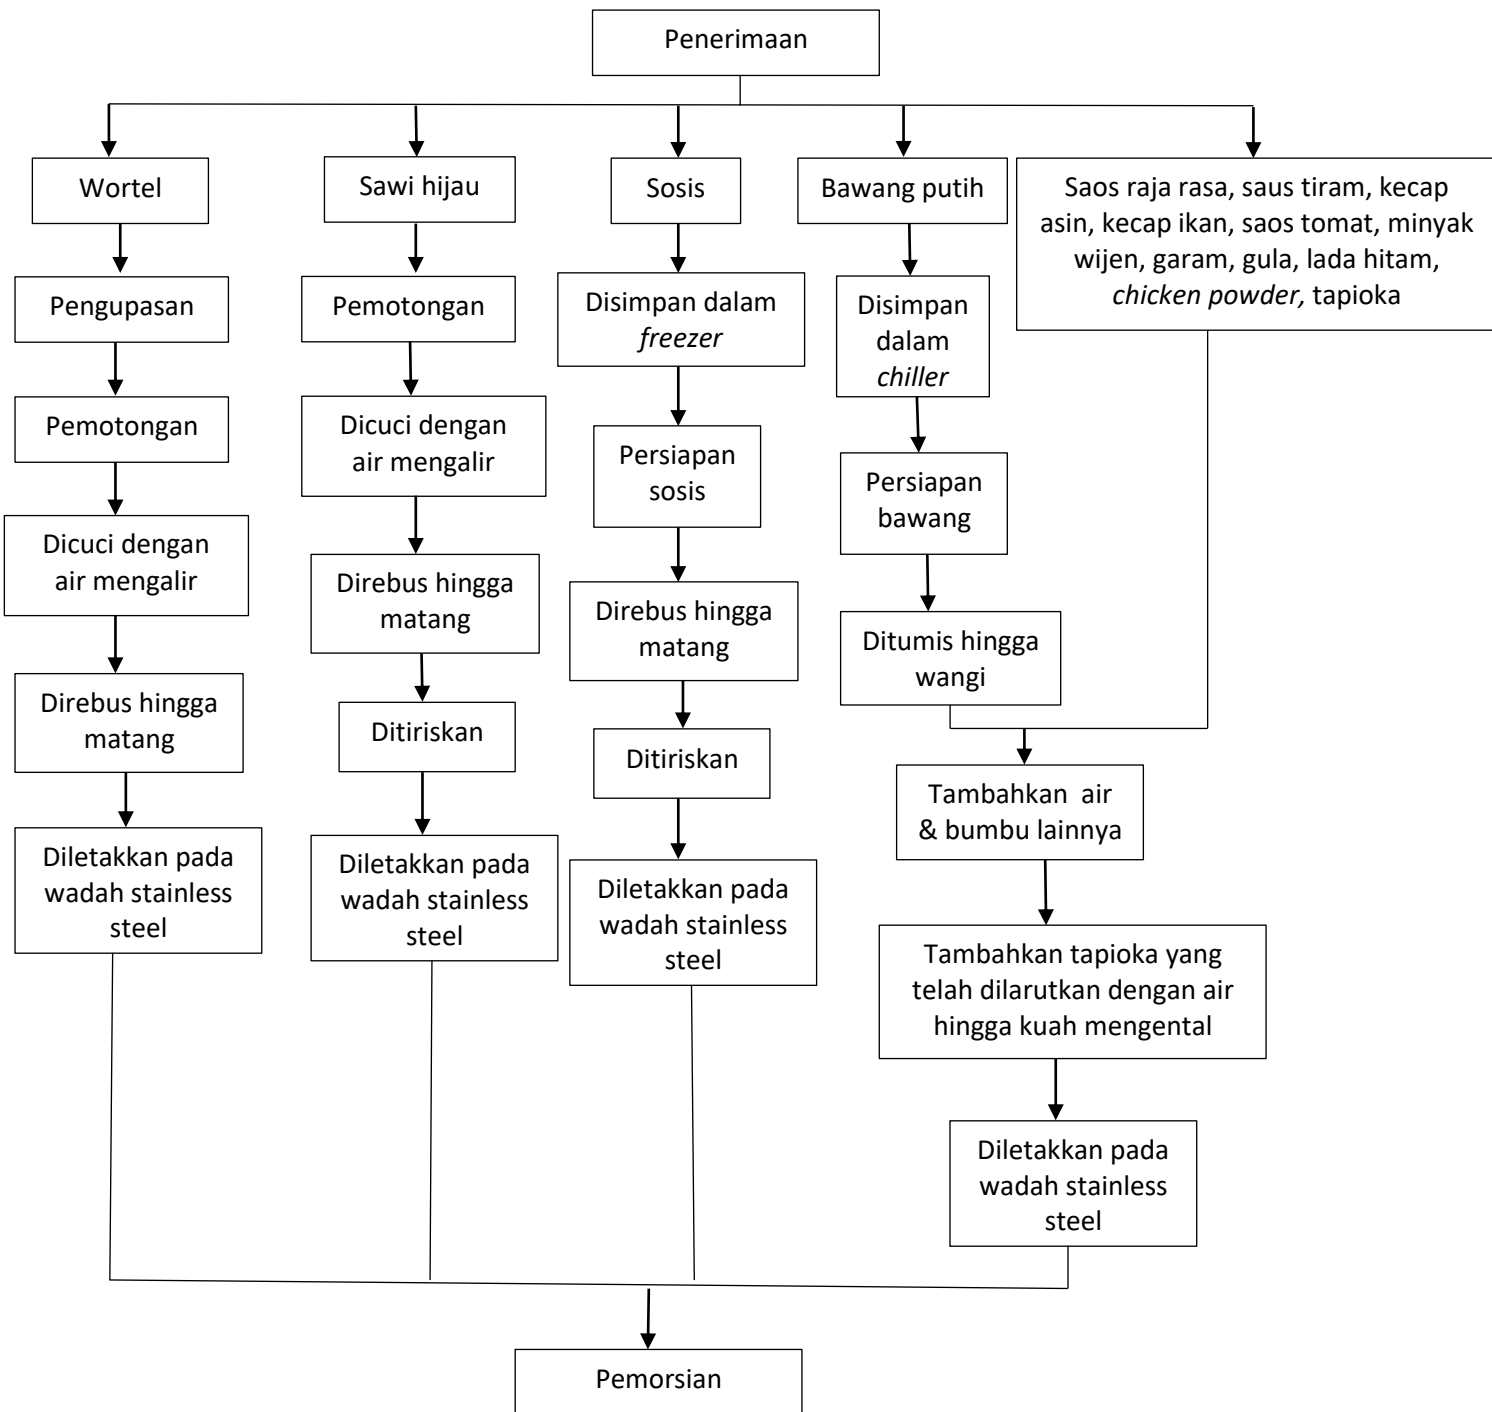 Penerimaan
Wortel
Pengupasan
Pemotongan
Dicuci dengan
air mengalir
Direbus hingga
matang
Diletakkan pada
wadah stainless
steel
Sawi hijau
Pemotongan
Dicuci dengan
air mengalir
Direbus hingga
matang
Ditiriskan
Diletakkan pada
wadah stainless
steel
Sosis
Disimpan dalam
freezer
Persiapan
sosis
Direbus hingga
matang
Ditiriskan
Diletakkan pada
wadah stainless
steel
Bawang putih
Disimpan
dalam
chiller
Persiapan
bawang
Ditumis hingga
wangi
Saos raja rasa, saus tiram, kecap
asin, kecap ikan, saos tomat, minyak
wijen, garam, gula, lada hitam,
chicken powder, tapioka
Tambahkan air
& bumbu lainnya
Tambahkan tapioka yang
telah dilarutkan dengan air
hingga kuah mengental
Diletakkan pada
wadah stainless
steel
Pemorsian